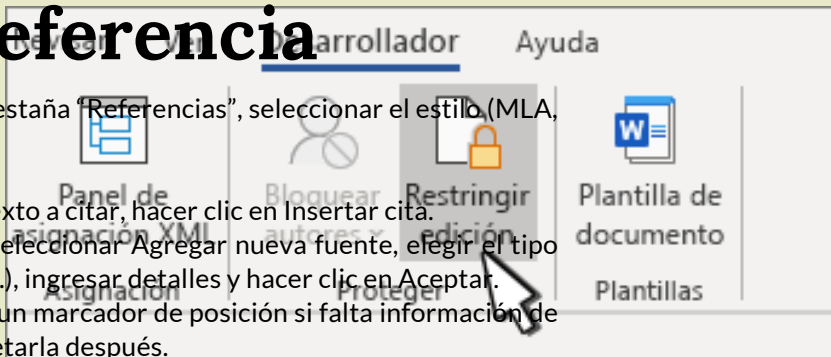 eferencia
Revisar Ver Desarrollador Ayuda
estaña “Referencias”, seleccionar el estilo (MLA,
Panel de
asignación XML
Bloquear
autores
Restringir
edición
Plantilla de
documento
exto a citar, hacer clic en Insertar cita.
eleccionar Agregar nueva fuente, elegir el tipo
.), ingresar detalles y hacer clic en Aceptar.
Asignación Proteger Plantillas
un marcador de posición si falta información de
etarla después.